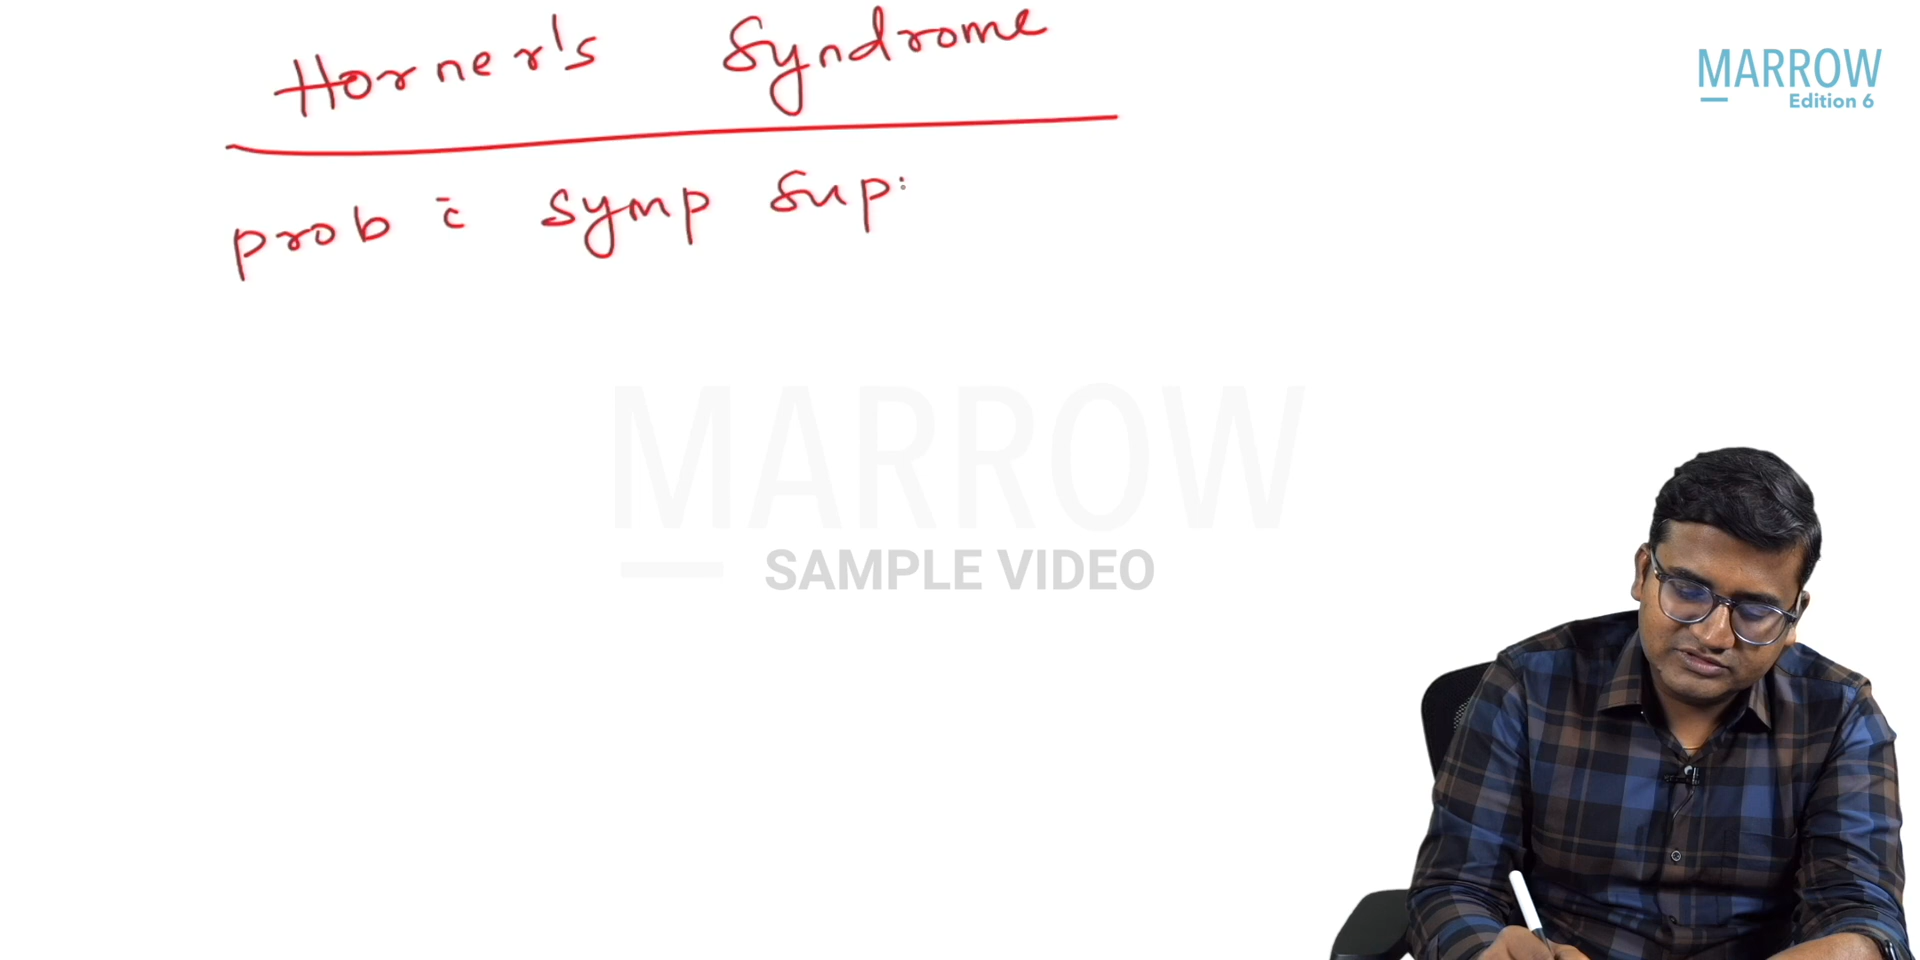 Horner's Syndrome
MARROW
Edition 6
prob c̄ symp sup:
MARROW
SAMPLE VIDEO